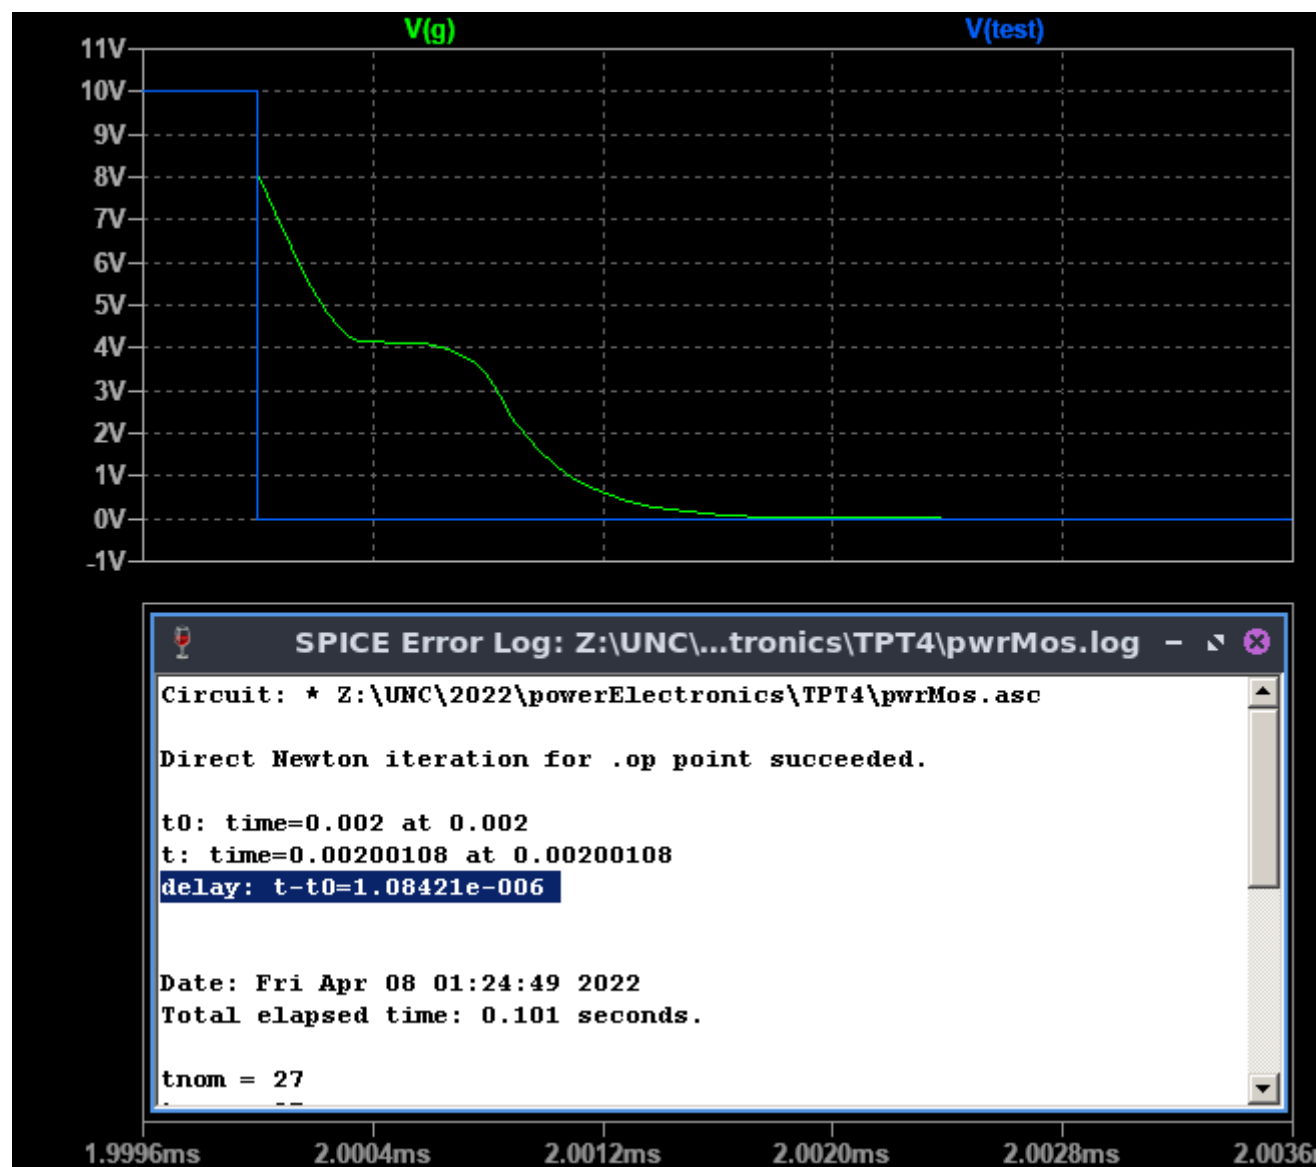 V(g) V(test)
11V
10V
9V
8V
7V
6V
5V
4V
3V
2V
1V
0V
-1V
SPICE Error Log: Z:\UNC\...tronics\TPT4\pwrMos.log
Circuit: * Z:\UNC\2022\powerElectronics\TPT4\pwrMos.asc
Direct Newton iteration for .op point succeeded.
t0: time=0.002 at 0.002
t: time=0.00200108 at 0.00200108
delay: t-t0=1.08421e-006
Date: Fri Apr 08 01:24:49 2022
Total elapsed time: 0.101 seconds.
tnom = 27
1.9996ms 2.0004ms 2.0012ms 2.0020ms 2.0028ms 2.0036